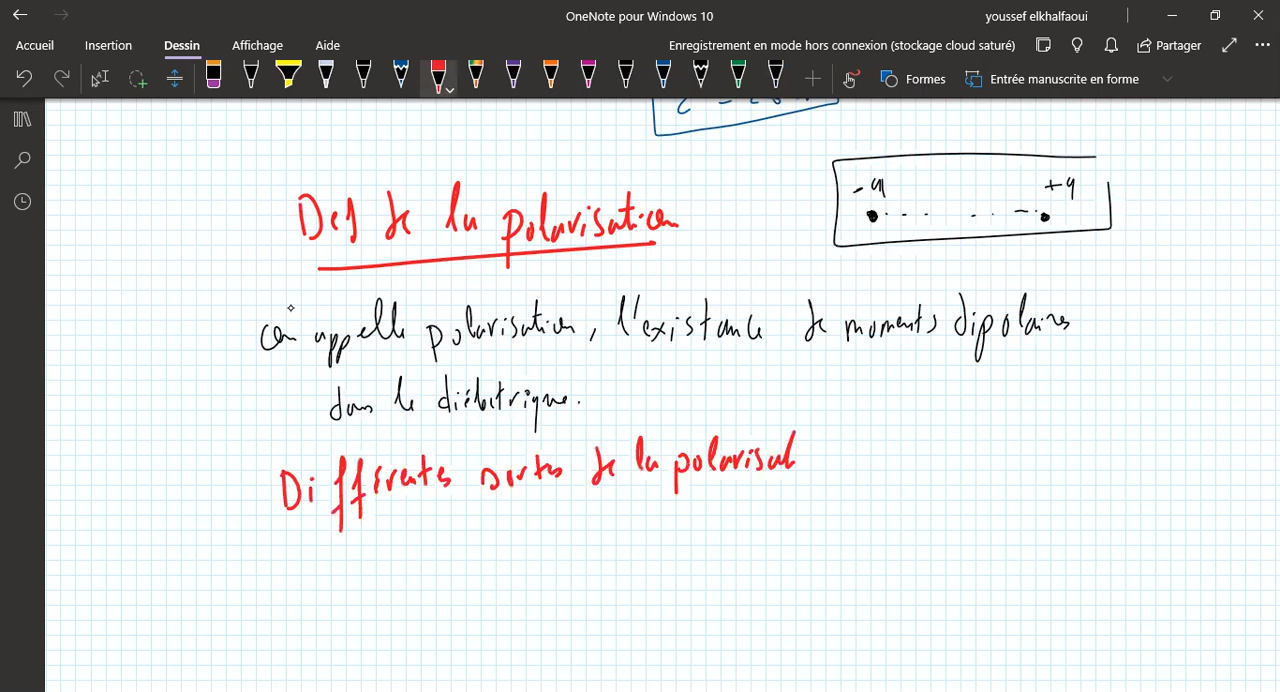 OneNote pour Windows 10
youssef elkhalfaoui
Accueil Insertion Dessin Affichage Aide
Enregistrement en mode hors connexion (stockage cloud saturé)
Partager
Formes
Entrée manuscrite en forme
-q +q
Def de la polarisation
on appelle polarisation, l'existance de moments dipolaires
dans le diélectrique.
Différentes sortes de la polarisat